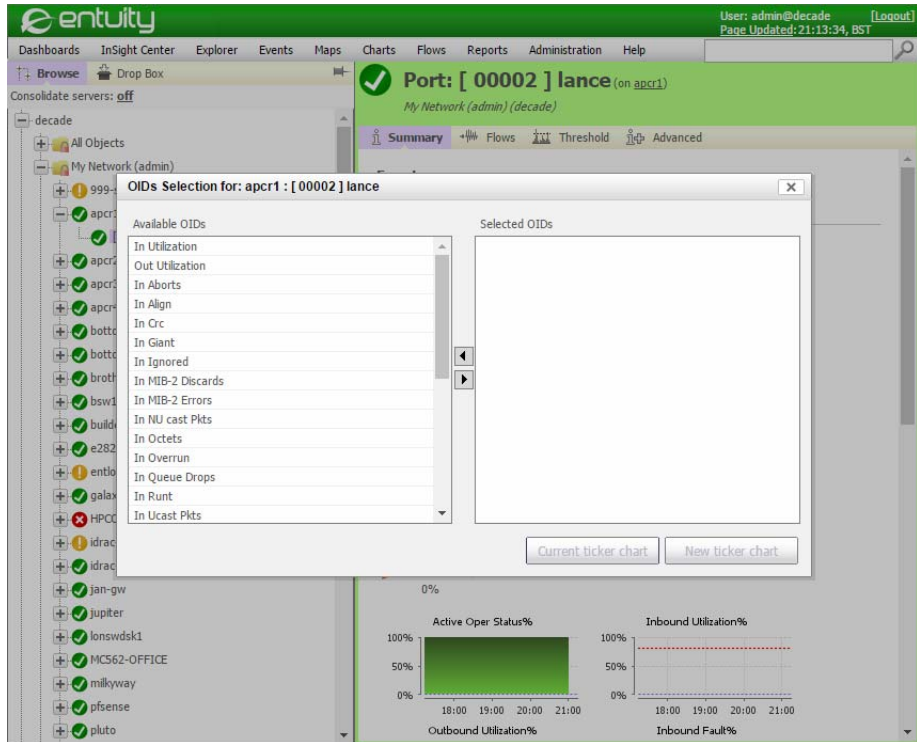 entuity
User: admin@decade [Logout]
Page Updated: 21:13:34, BST
Dashboards InSight Center Explorer Events Maps Charts Flows Reports Administration Help
Browse Drop Box
Consolidate servers: off
Port: [ 00002 ] lance (on apcr1)
My Network (admin) (decade)
Summary Flows Threshold Advanced
decade
All Objects
My Network (admin)
apcr1
bsw1
e282
jan-gw
jupiter
lonswdsk1
MC562-OFFICE
milkyway
pfsense
pluto
OIDs Selection for: apcr1 : [ 00002 ] lance
Available OIDs
In Utilization
Out Utilization
In Aborts
In Align
In Crc
In Giant
In Ignored
In MIB-2 Discards
In MIB-2 Errors
In NU cast Pkts
In Octets
In Overrun
In Queue Drops
In Runt
In Ucast Pkts
Selected OIDs
Current ticker chart New ticker chart
0%
Active Oper Status%
100%
50%
0%
18:00 19:00 20:00 21:00
Inbound Utilization%
100%
50%
0%
18:00 19:00 20:00 21:00
Outbound Utilization%
Inbound Fault%